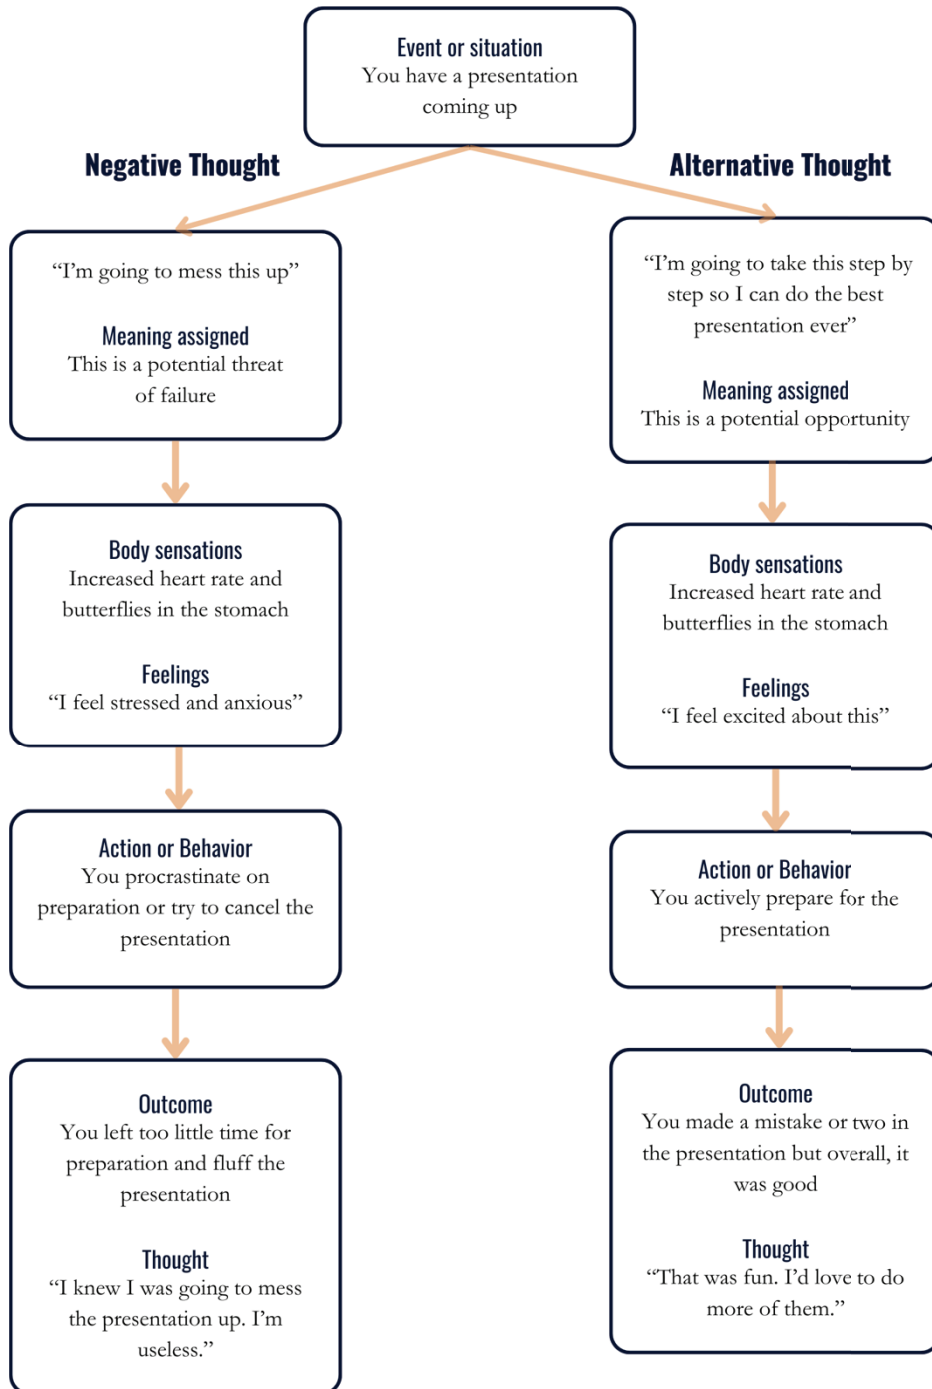 Event or situation
You have a presentation
coming up
Negative Thought
“I’m going to mess this up”
Meaning assigned
This is a potential threat
of failure
Body sensations
Increased heart rate and
butterflies in the stomach
Feelings
“I feel stressed and anxious”
Action or Behavior
You procrastinate on
preparation or try to cancel the
presentation
Outcome
You left too little time for
preparation and fluff the
presentation
Thought
“I knew I was going to mess
the presentation up. I’m
useless.”
Alternative Thought
“I’m going to take this step by
step so I can do the best
presentation ever”
Meaning assigned
This is a potential opportunity
Body sensations
Increased heart rate and
butterflies in the stomach
Feelings
“I feel excited about this”
Action or Behavior
You actively prepare for the
presentation
Outcome
You made a mistake or two in
the presentation but overall, it
was good
Thought
“That was fun. I’d love to do
more of them.”